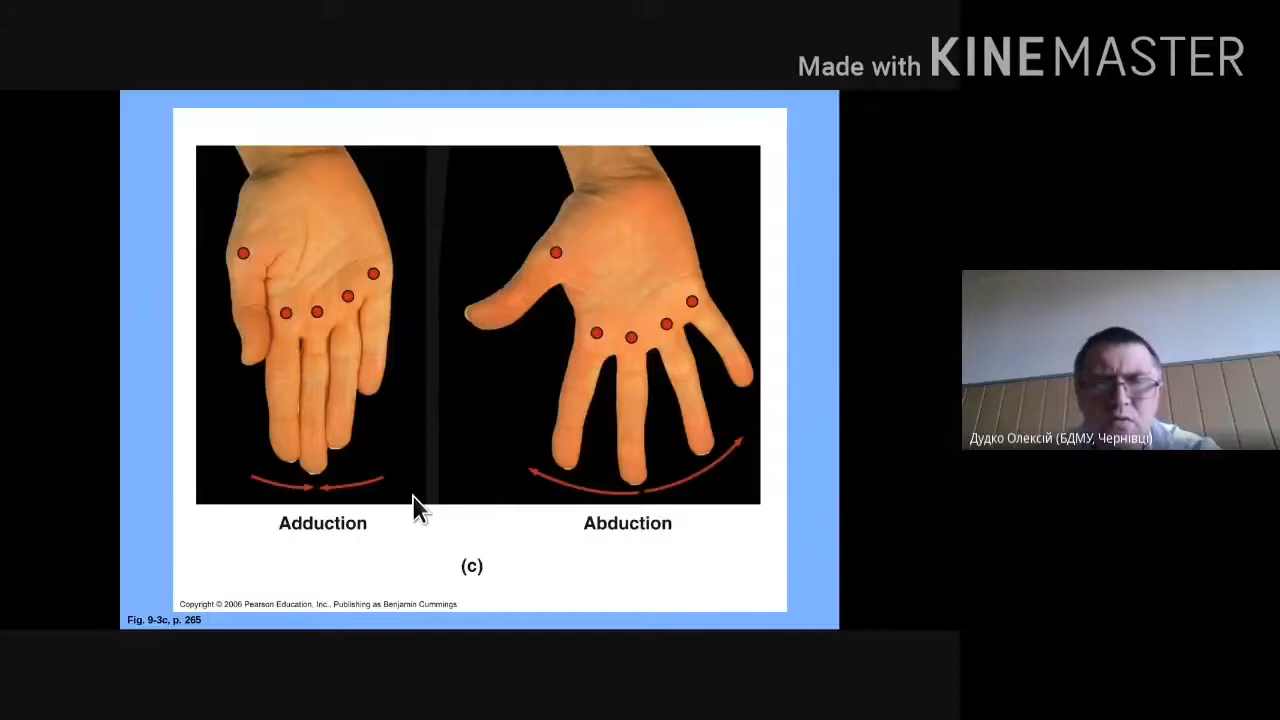 Made with KINEMASTER
Adduction
Abduction
(c)
Copyright © 2006 Pearson Education, Inc., Publishing as Benjamin Cummings
Fig. 9-3c, p. 265
Дудко Олексій (БДМУ, Чернівці)